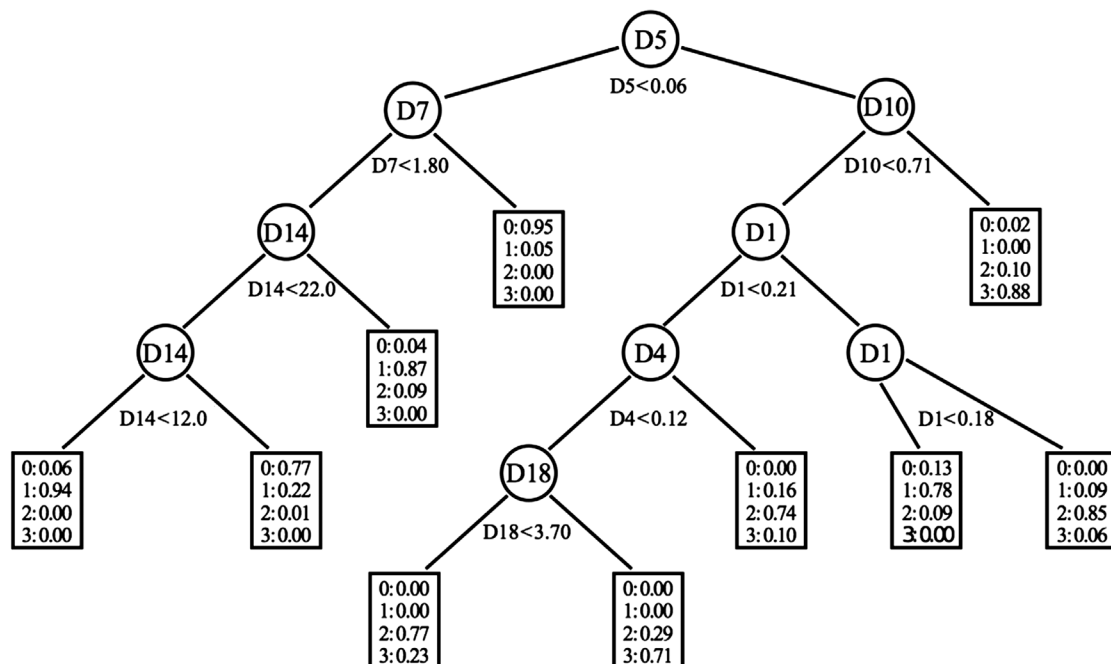 D5
D5<0.06
D7
D10
D7<1.80
D10<0.71
D14
D1
0:0.95
1:0.05
2:0.00
3:0.00
0:0.02
1:0.00
2:0.10
3:0.88
D14<22.0
D1<0.21
D14
0:0.04
1:0.87
2:0.09
3:0.00
D4
D1
D14<12.0
D4<0.12
D1<0.18
0:0.06
1:0.94
2:0.00
3:0.00
0:0.77
1:0.22
2:0.01
3:0.00
D18
0:0.00
1:0.16
2:0.74
3:0.10
0:0.13
1:0.78
2:0.09
3:0.00
0:0.00
1:0.09
2:0.85
3:0.06
D18<3.70
0:0.00
1:0.00
2:0.77
3:0.23
0:0.00
1:0.00
2:0.29
3:0.71